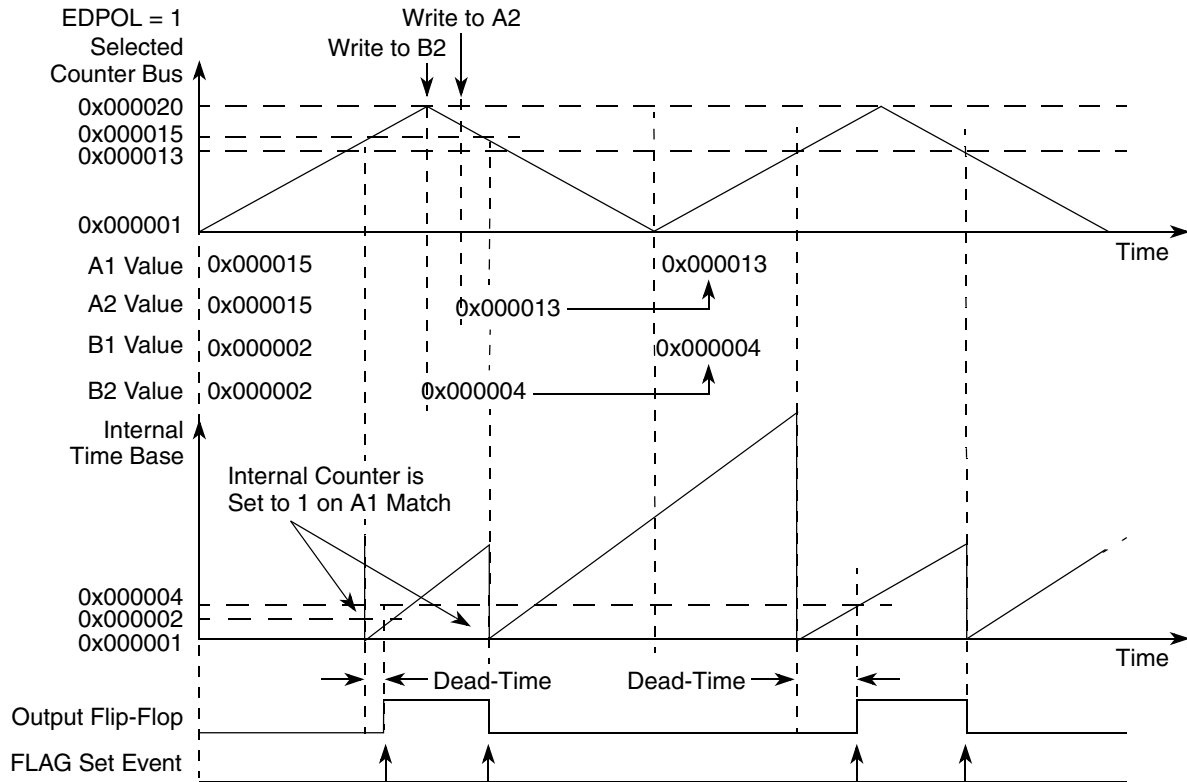 EDPOL = 1
Write to A2
Selected
Counter Bus
Write to B2
0x000020
0x000015
0x000013
0x000001
Time
A1 Value 0x000015 0x000013
A2 Value 0x000015 0x000013
B1 Value 0x000002 0x000004
B2 Value 0x000002 0x000004
Internal
Time Base
Internal Counter is
Set to 1 on A1 Match
0x000004
0x000002
0x000001
Time
Dead-Time Dead-Time
Output Flip-Flop
FLAG Set Event